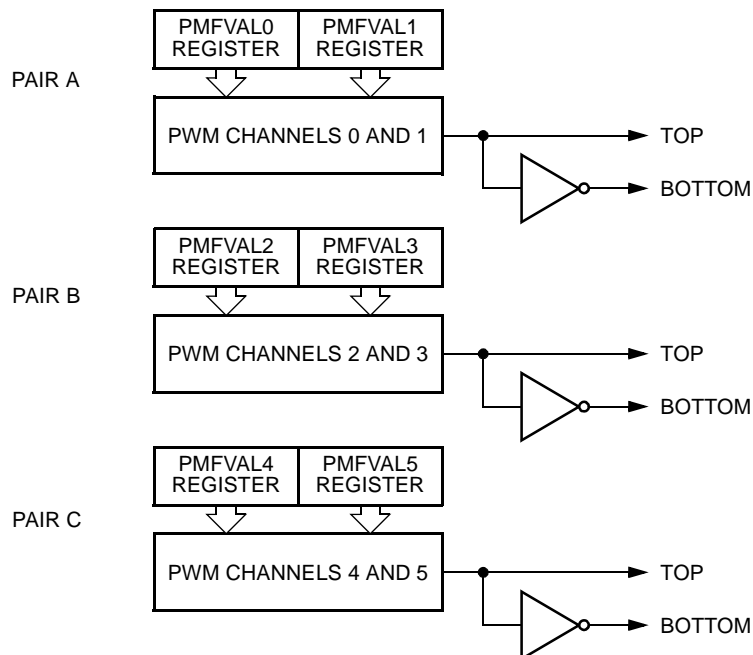 PMFVAL0 REGISTER
PMFVAL1 REGISTER
PAIR A
PWM CHANNELS 0 AND 1
TOP
BOTTOM
PMFVAL2 REGISTER
PMFVAL3 REGISTER
PAIR B
PWM CHANNELS 2 AND 3
TOP
BOTTOM
PMFVAL4 REGISTER
PMFVAL5 REGISTER
PAIR C
PWM CHANNELS 4 AND 5
TOP
BOTTOM